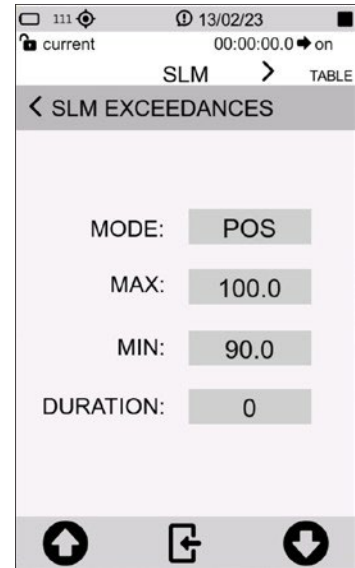 111 13/02/23
current 00:00:00.0 on
SLM > TABLE
< SLM EXCEEDANCES
MODE: POS
MAX: 100.0
MIN: 90.0
DURATION: 0